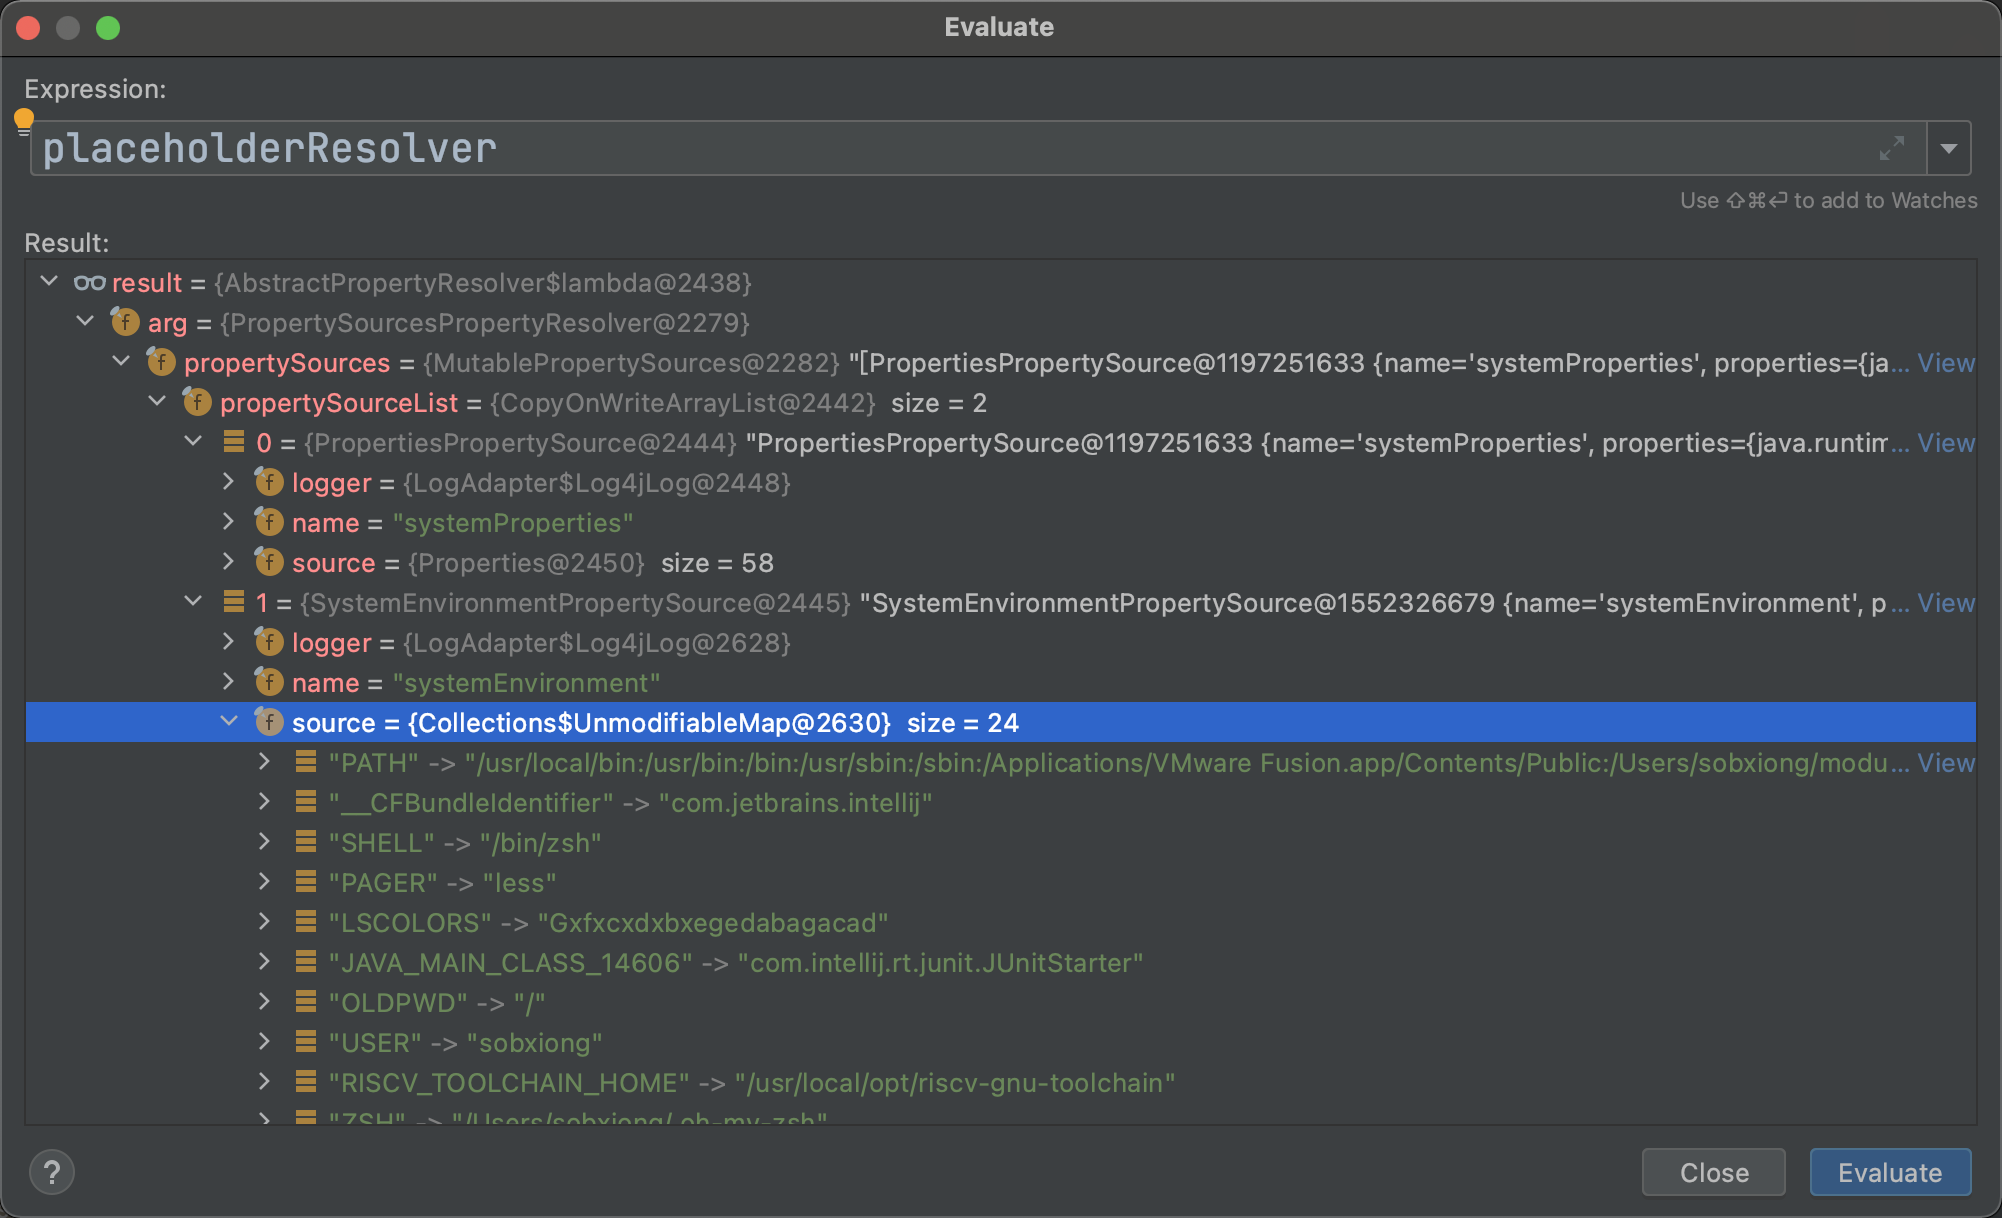 Evaluate
Expression:
placeholderResolver
Use ⇧⌘⏎ to add to Watches
Result:
result = {AbstractPropertyResolver$lambda@2438}
f arg = {PropertySourcesPropertyResolver@2279}
f propertySources = {MutablePropertySources@2282} "[PropertiesPropertySource@1197251633 {name='systemProperties', properties={ja... View
f propertySourceList = {CopyOnWriteArrayList@2442} size = 2
0 = {PropertiesPropertySource@2444} "PropertiesPropertySource@1197251633 {name='systemProperties', properties={java.runtim... View
f logger = {LogAdapter$Log4jLog@2448}
f name = "systemProperties"
f source = {Properties@2450} size = 58
1 = {SystemEnvironmentPropertySource@2445} "SystemEnvironmentPropertySource@1552326679 {name='systemEnvironment', p... View
f logger = {LogAdapter$Log4jLog@2628}
f name = "systemEnvironment"
f source = {Collections$UnmodifiableMap@2630} size = 24
"PATH" -> "/usr/local/bin:/usr/bin:/bin:/usr/sbin:/sbin:/Applications/VMware Fusion.app/Contents/Public:/Users/sobxiong/modu... View
"__CFBundleIdentifier" -> "com.jetbrains.intellij"
"SHELL" -> "/bin/zsh"
"PAGER" -> "less"
"LSCOLORS" -> "Gxfxcxdxbxegedabagacad"
"JAVA_MAIN_CLASS_14606" -> "com.intellij.rt.junit.JUnitStarter"
"OLDPWD" -> "/"
"USER" -> "sobxiong"
"RISCV_TOOLCHAIN_HOME" -> "/usr/local/opt/riscv-gnu-toolchain"
"ZSH" -> "/Users/sobxiong/.oh-my-zsh"
?
Close
Evaluate